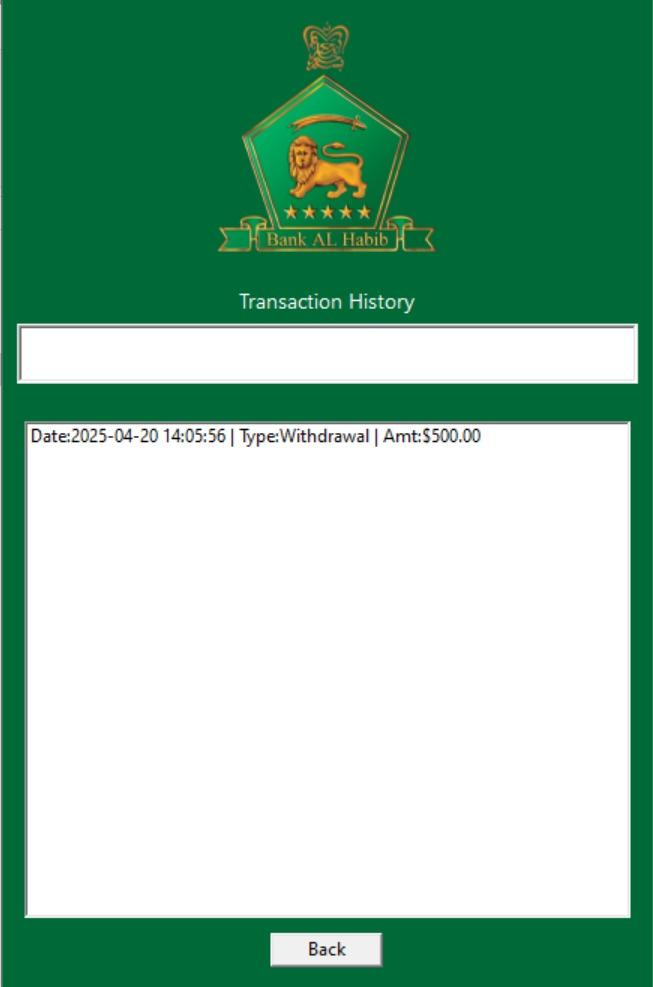 Bank AL Habib
Transaction History
Date:2025-04-20 14:05:56 | Type:Withdrawal | Amt:$500.00
Back